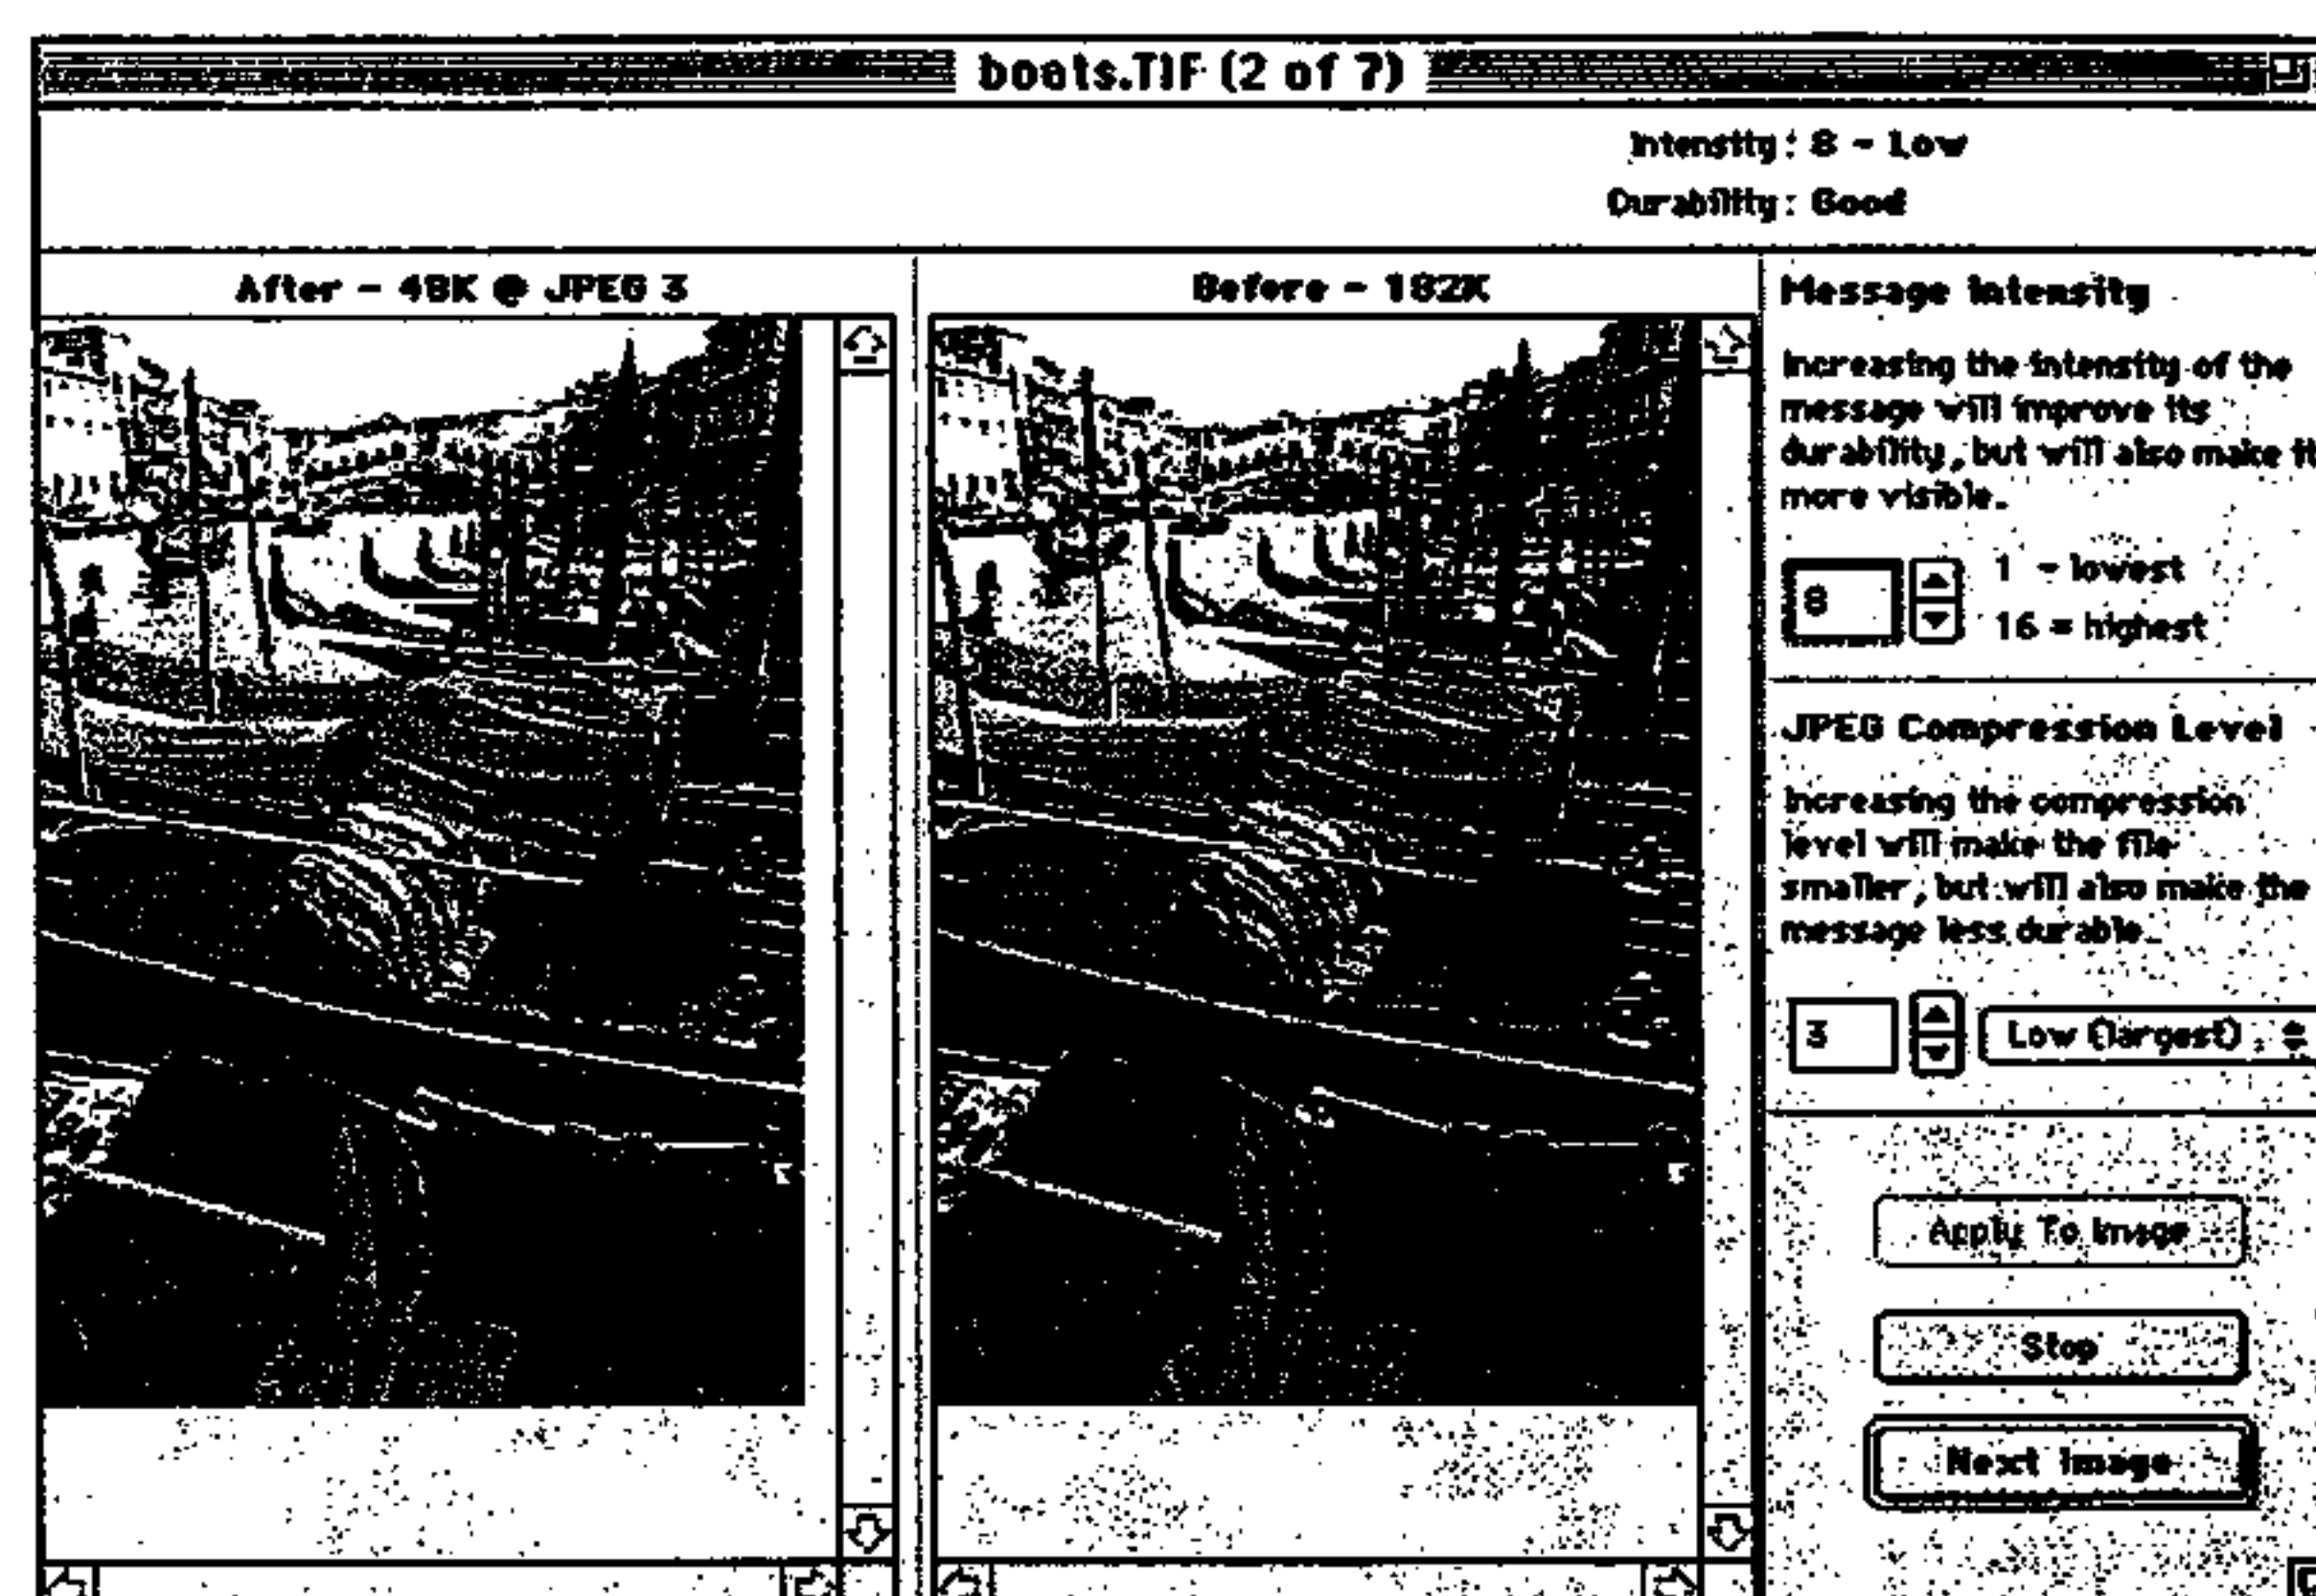 boats.TIF (2 of 7)
Intensity: 8 - Low
Durability: Good
After - 48K @ JPEG 3
Before - 182K
Message Intensity
Increasing the intensity of the
message will improve its
durability, but will also make it
more visible.
8
1 = lowest
16 = highest
JPEG Compression Level
Increasing the compression
level will make the file
smaller, but will also make the
message less durable.
3
Low (largest)
Apply To Image
Stop
Next Image